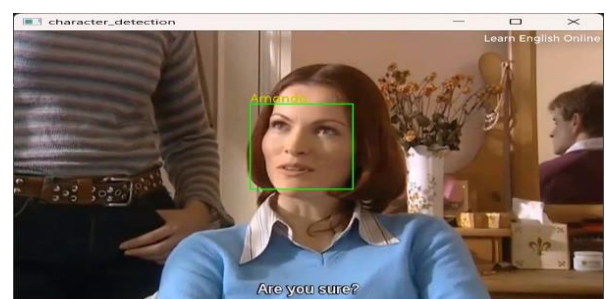 character_detection
Learn English Online
Amanda
Are you sure?